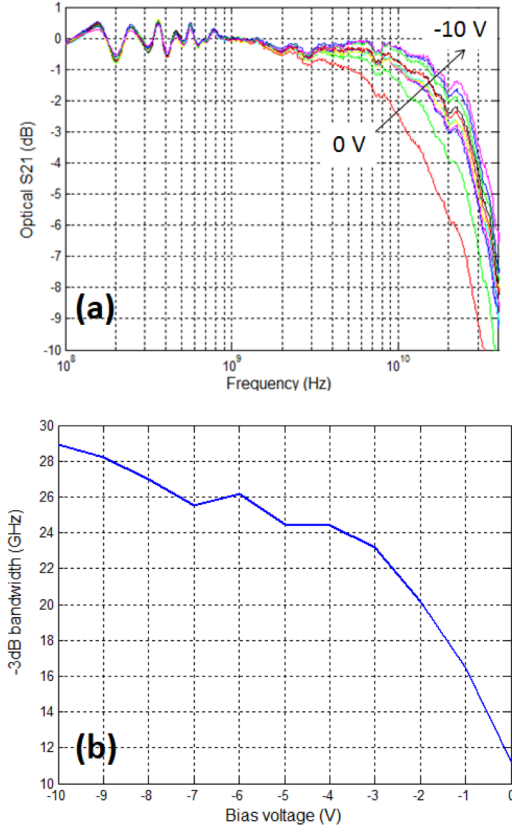 1
0
-1
-2
-3
-4
-5
-6
-7
-8
-9
-10
Optical S21 (dB)
-10 V
0 V
(a)
10^8
10^9
10^10
Frequency (Hz)
30
28
26
24
22
20
18
16
14
12
10
-3dB bandwidth (GHz)
(b)
-10 -9 -8 -7 -6 -5 -4 -3 -2 -1 0
Bias voltage (V)